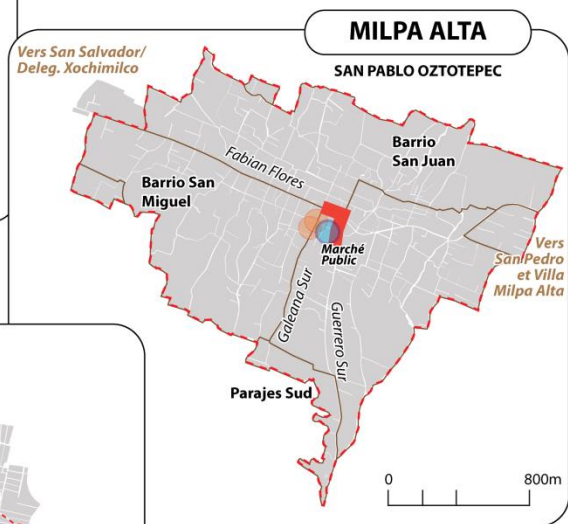 MILPA ALTA
SAN PABLO OZTOTEPEC
Vers San Salvador/
Deleg. Xochimilco
Barrio
San Juan
Fabian Flores
Barrio San
Miguel
Marché
Public
Vers
San Pedro
et Villa
Milpa Alta
Galeana Sur
Guerrero Sur
Parajes Sud
0 800m